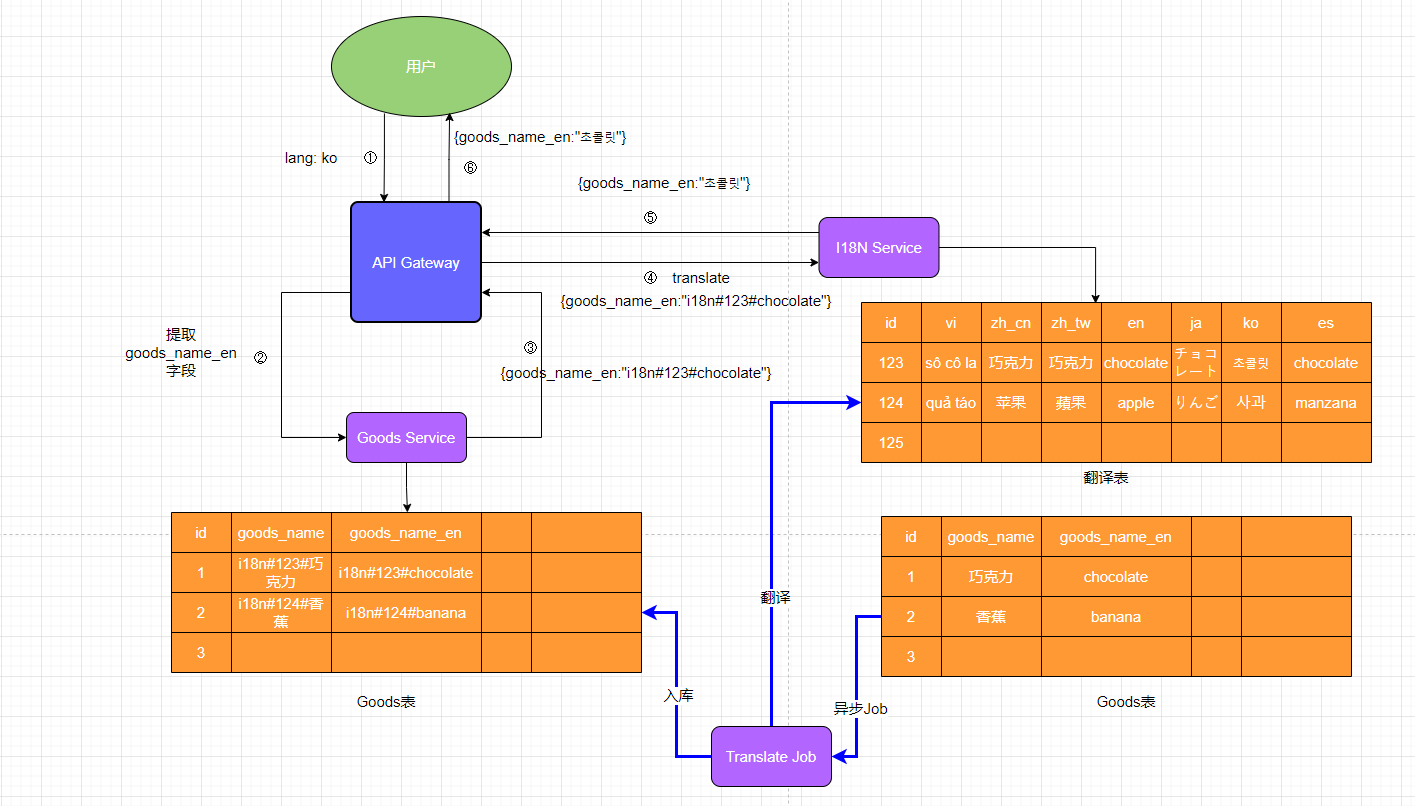 用户
{goods_name_en:"초콜릿"}
lang: ko
①
⑥
{goods_name_en:"초콜릿"}
⑤
API Gateway
I18N Service
④ translate
{goods_name_en:"i18n#123#chocolate"}
提取
goods_name_en
字段
②
③
{goods_name_en:"i18n#123#chocolate"}
Goods Service
id vi zh_cn zh_tw en ja ko es
123 sô cô la 巧克力 巧克力 chocolate チョコ
レート 초콜릿 chocolate
124 quả táo 苹果 蘋果 apple りんご 사과 manzana
125
翻译表
id goods_name goods_name_en
1 i18n#123#巧
克力 i18n#123#chocolate
2 i18n#124#香
蕉 i18n#124#banana
3
Goods表
id goods_name goods_name_en
1 巧克力 chocolate
2 香蕉 banana
3
Goods表
翻译
入库
异步Job
Translate Job